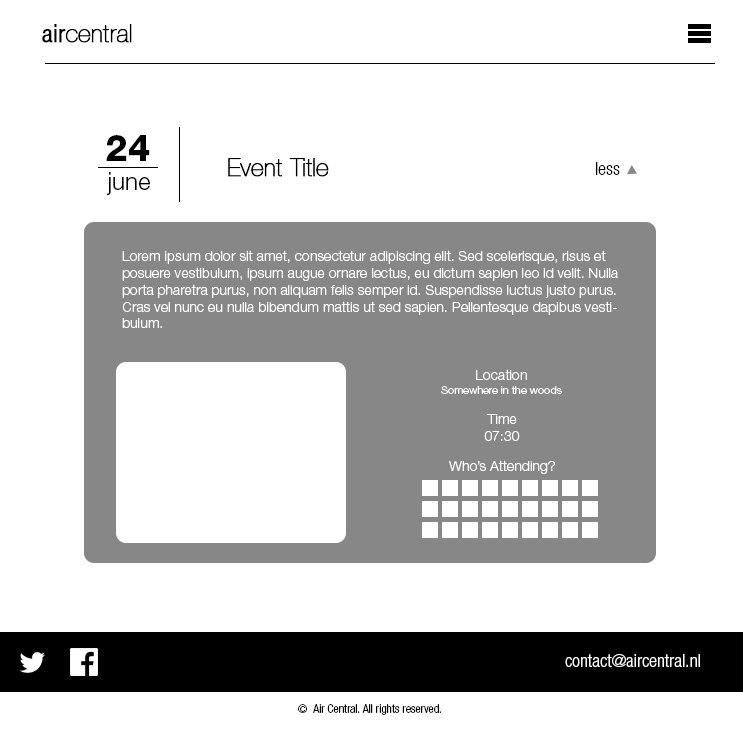 aircentral
24
june
Event Title
less
Lorem ipsum dolor sit amet, consectetur adipiscing elit. Sed scelerisque, risus et
posuere vestibulum, ipsum augue ornare lectus, eu dictum sapien leo id velit. Nulla
porta pharetra purus, non aliquam felis semper id. Suspendisse luctus justo purus.
Cras vel nunc eu nulla bibendum mattis ut sed sapien. Pellentesque dapibus vesti-
bulum.
Location
Somewhere in the woods
Time
07:30
Who's Attending?
contact@aircentral.nl
© Air Central. All rights reserved.